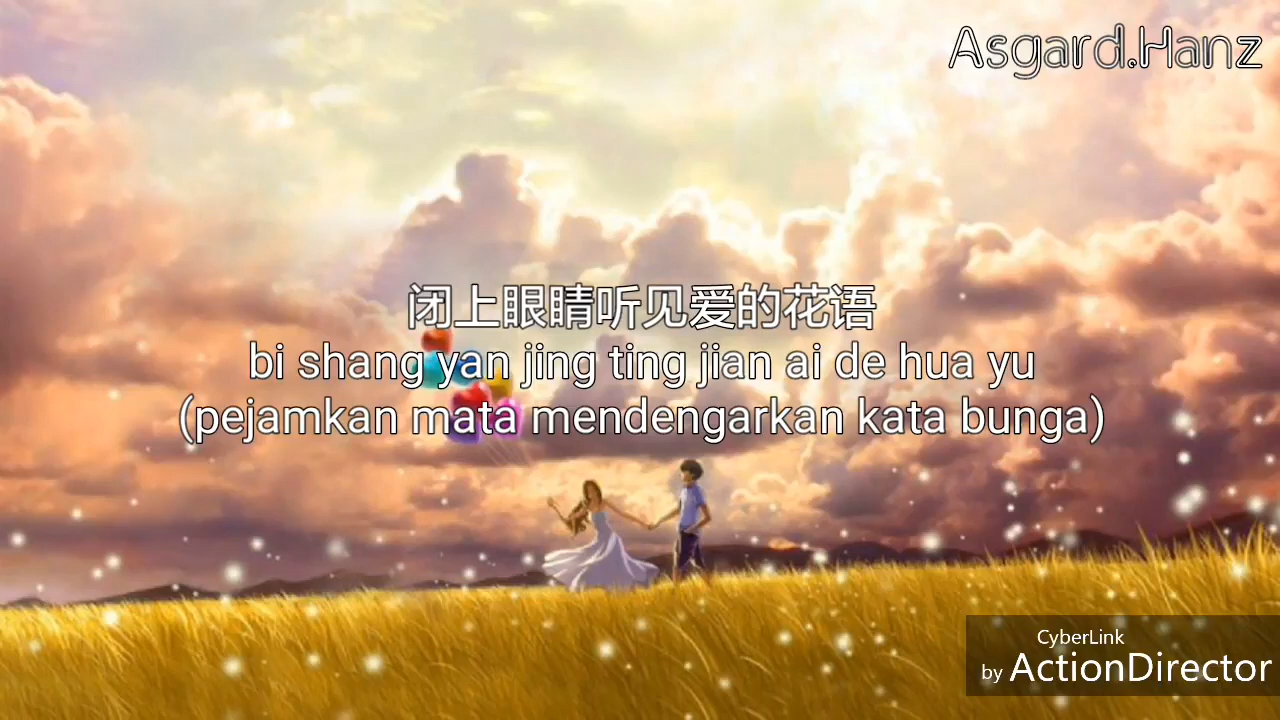 Asgard.Hanz
闭上眼睛听见爱的花语
bi shang yan jing ting jian ai de hua yu
(pejamkan mata mendengarkan kata bunga)
CyberLink
by ActionDirector